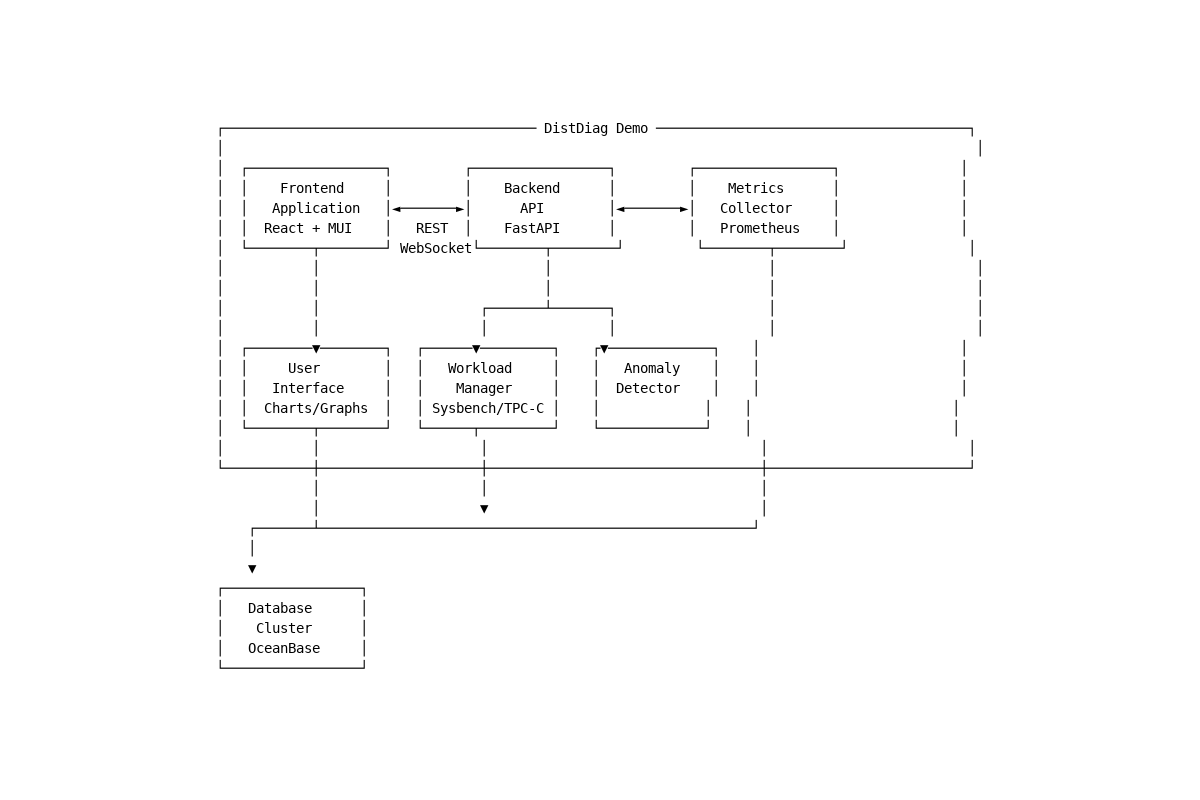 DistDiag Demo
Frontend
Application
React + MUI
REST
WebSocket
Backend
API
FastAPI
Metrics
Collector
Prometheus
User
Interface
Charts/Graphs
Workload
Manager
Sysbench/TPC-C
Anomaly
Detector
Database
Cluster
OceanBase